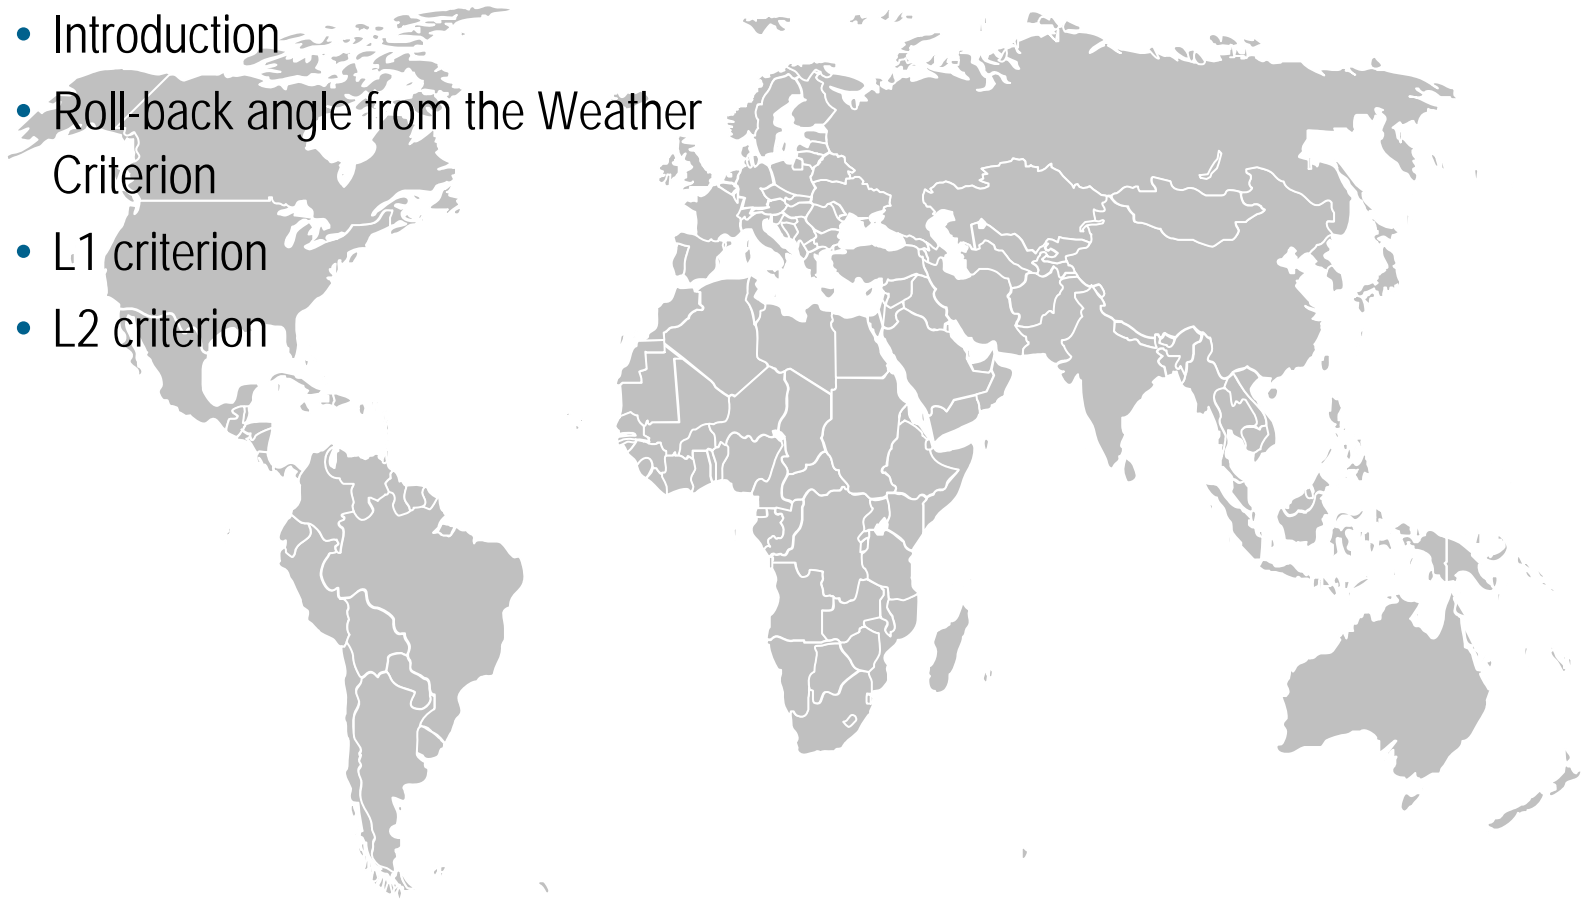 • Introduction
• Roll-back angle from the Weather
Criterion
• L1 criterion
• L2 criterion